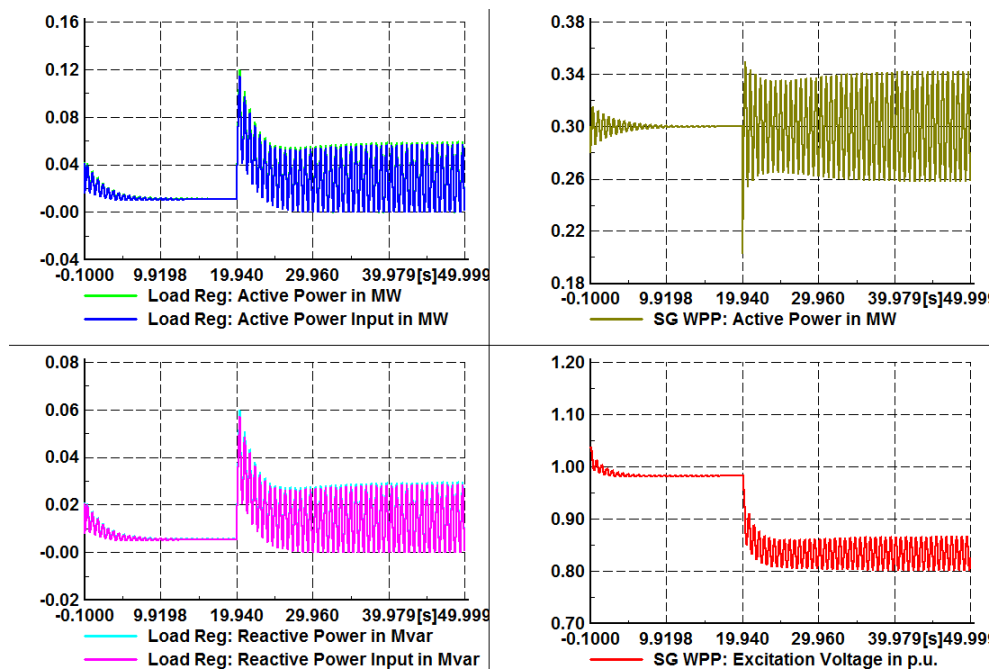 0.16
0.12
0.08
0.04
-0.00
-0.04
-0.1000 9.9198 19.940 29.960 39.979[s]49.999
Load Reg: Active Power in MW
Load Reg: Active Power Input in MW
0.38
0.34
0.30
0.26
0.22
0.18
-0.1000 9.9198 19.940 29.960 39.979[s]49.999
SG WPP: Active Power in MW
0.08
0.06
0.04
0.02
-0.00
-0.02
-0.1000 9.9198 19.940 29.960 39.979[s]49.999
Load Reg: Reactive Power in Mvar
Load Reg: Reactive Power Input in Mvar
1.20
1.10
1.00
0.90
0.80
0.70
-0.1000 9.9198 19.940 29.960 39.979[s]49.999
SG WPP: Excitation Voltage in p.u.